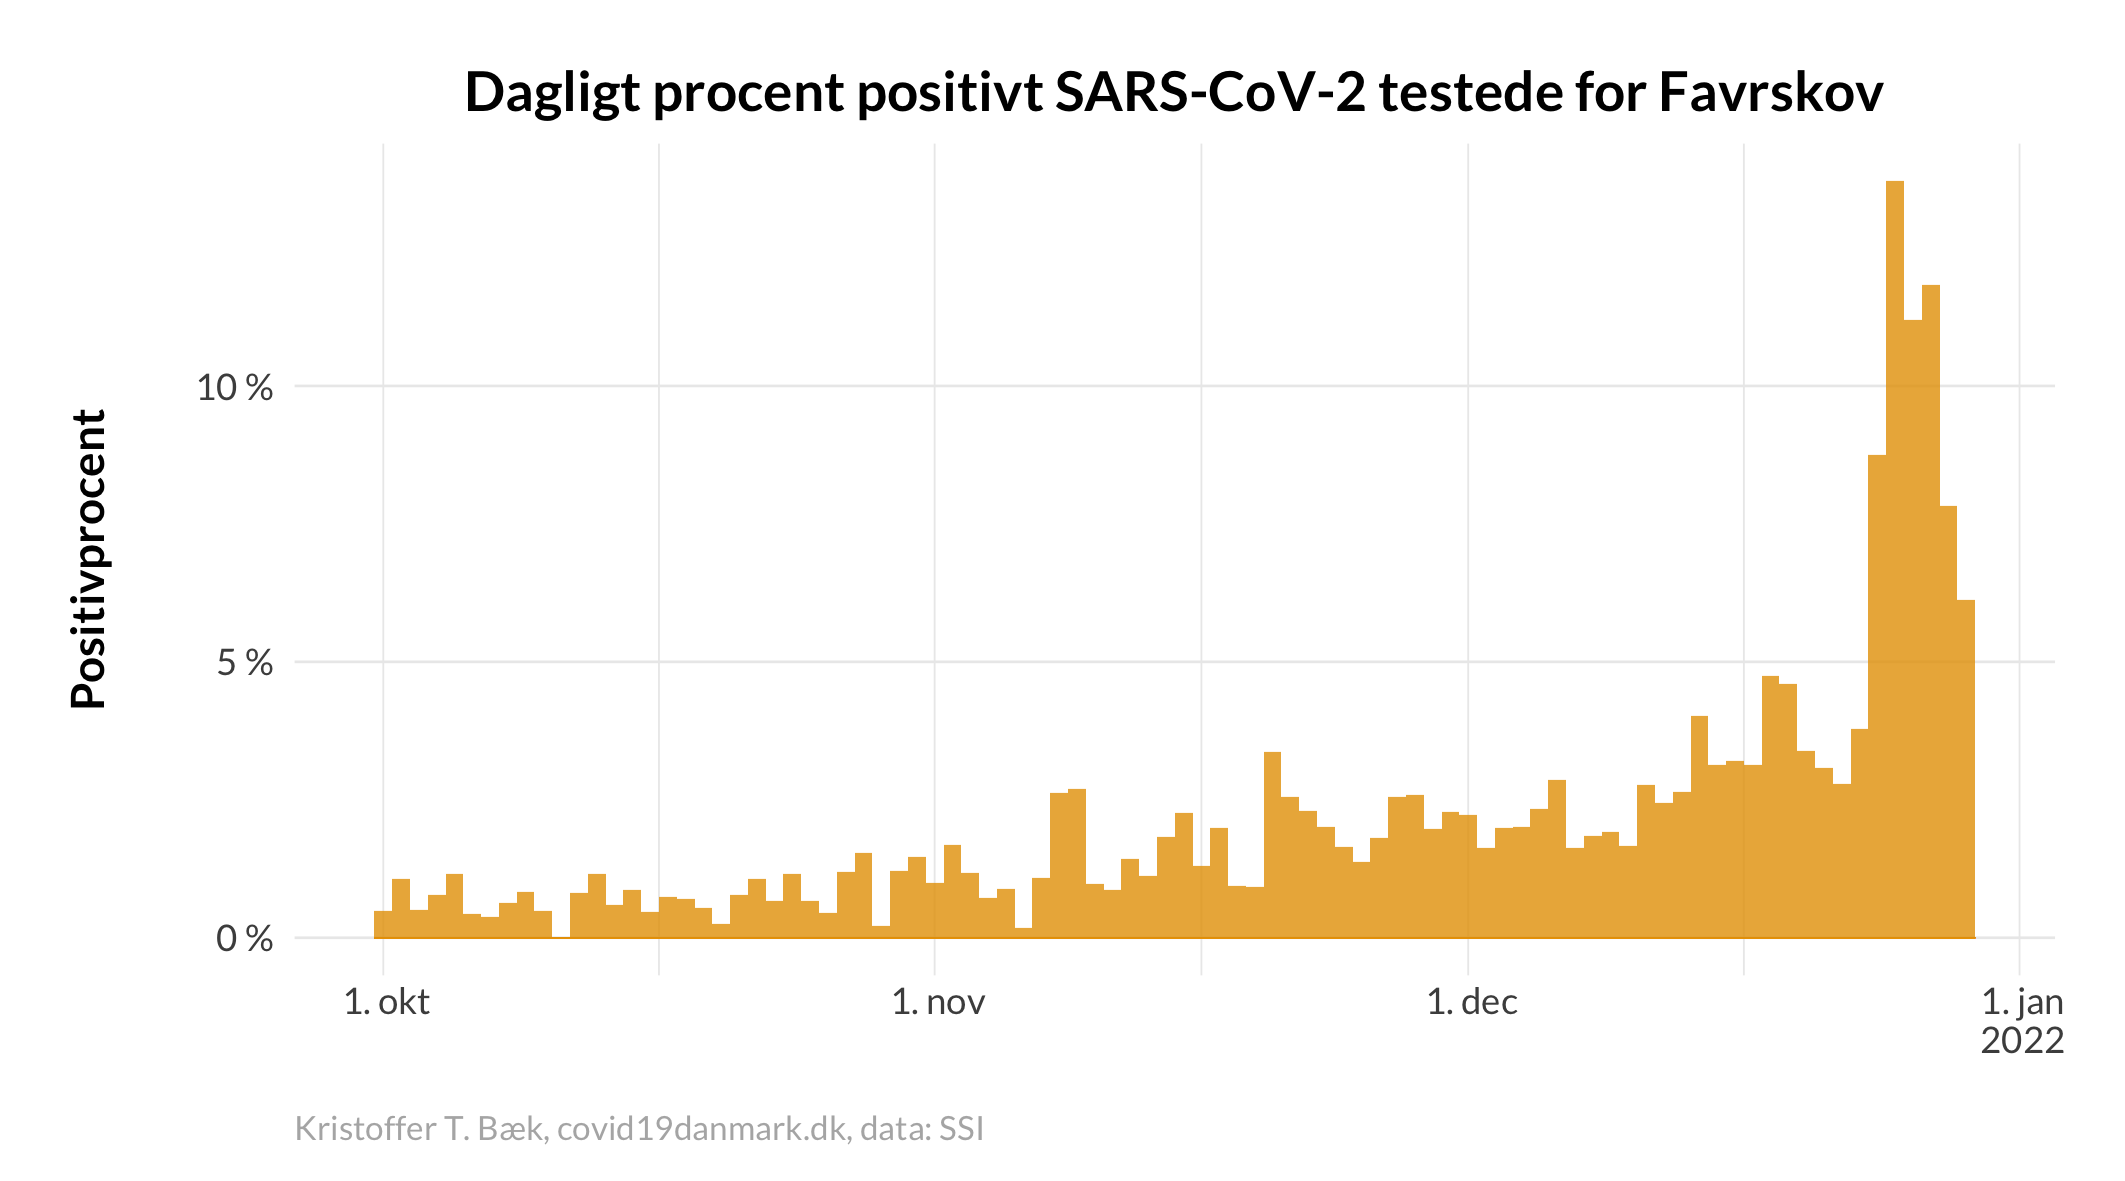 Dagligt procent positivt SARS-CoV-2 testede for Favrskov
Positivprocent
10 %
5 %
0 %
1. okt
1. nov
1. dec
1. jan
2022
Kristoffer T. Bæk, covid19danmark.dk, data: SSI